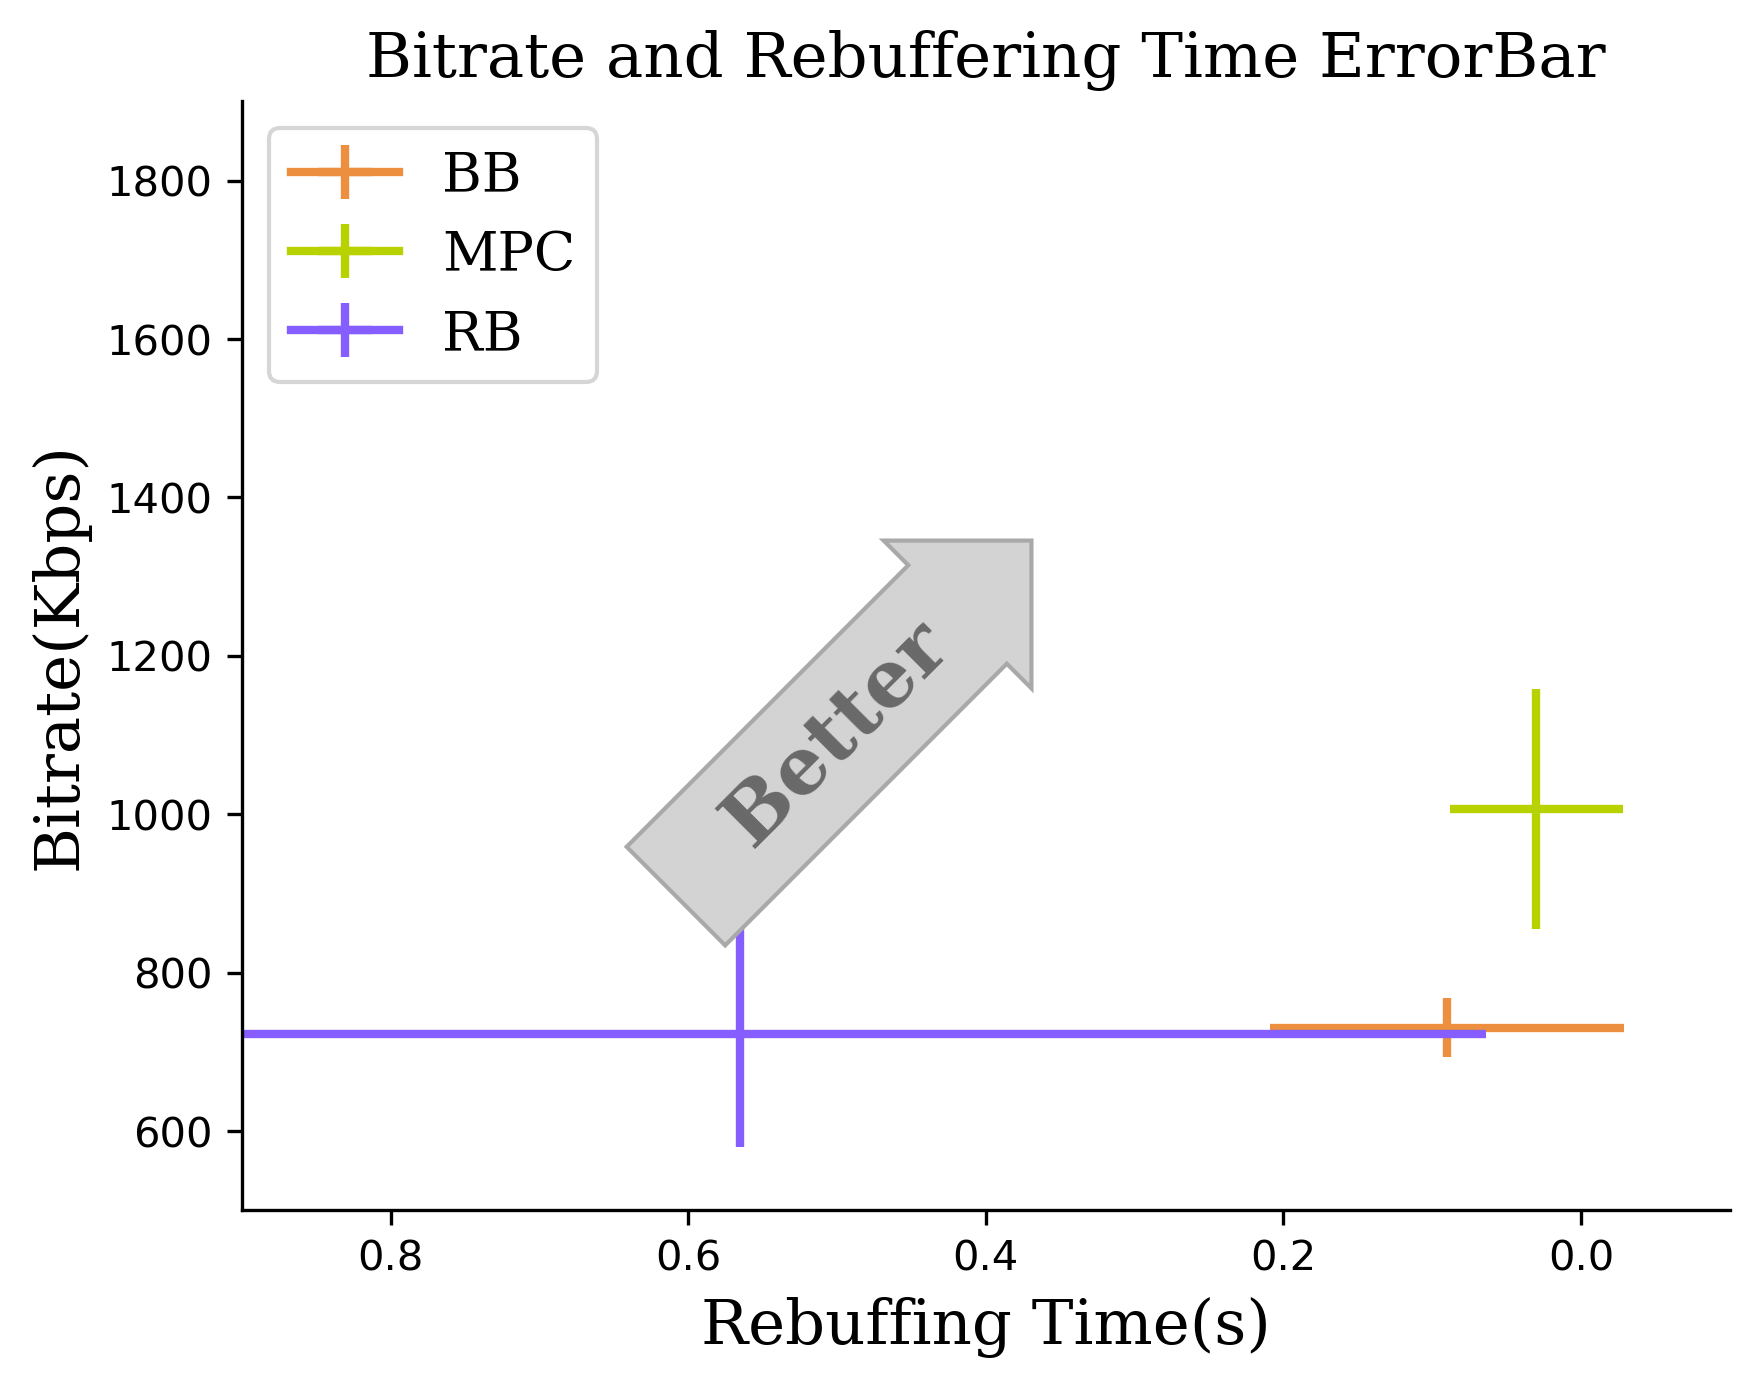 Bitrate and Rebuffering Time ErrorBar
BB
MPC
RB
Bitrate(Kbps)
1800
1600
1400
1200
1000
800
600
Better
0.8 0.6 0.4 0.2 0.0
Rebuffing Time(s)